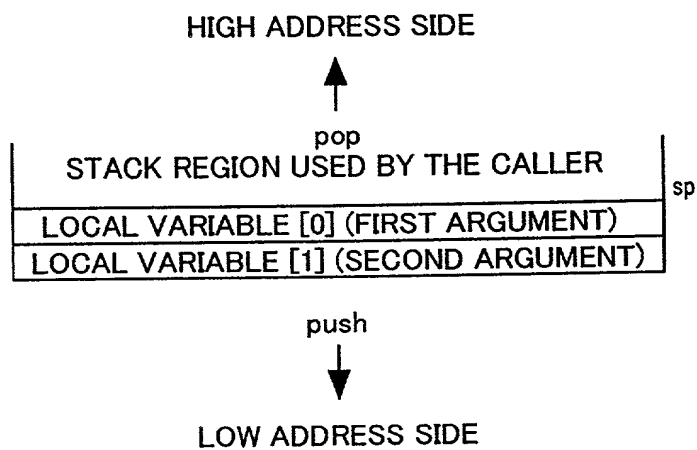 HIGH ADDRESS SIDE
pop
STACK REGION USED BY THE CALLER
sp
LOCAL VARIABLE [0] (FIRST ARGUMENT)
LOCAL VARIABLE [1] (SECOND ARGUMENT)
push
LOW ADDRESS SIDE